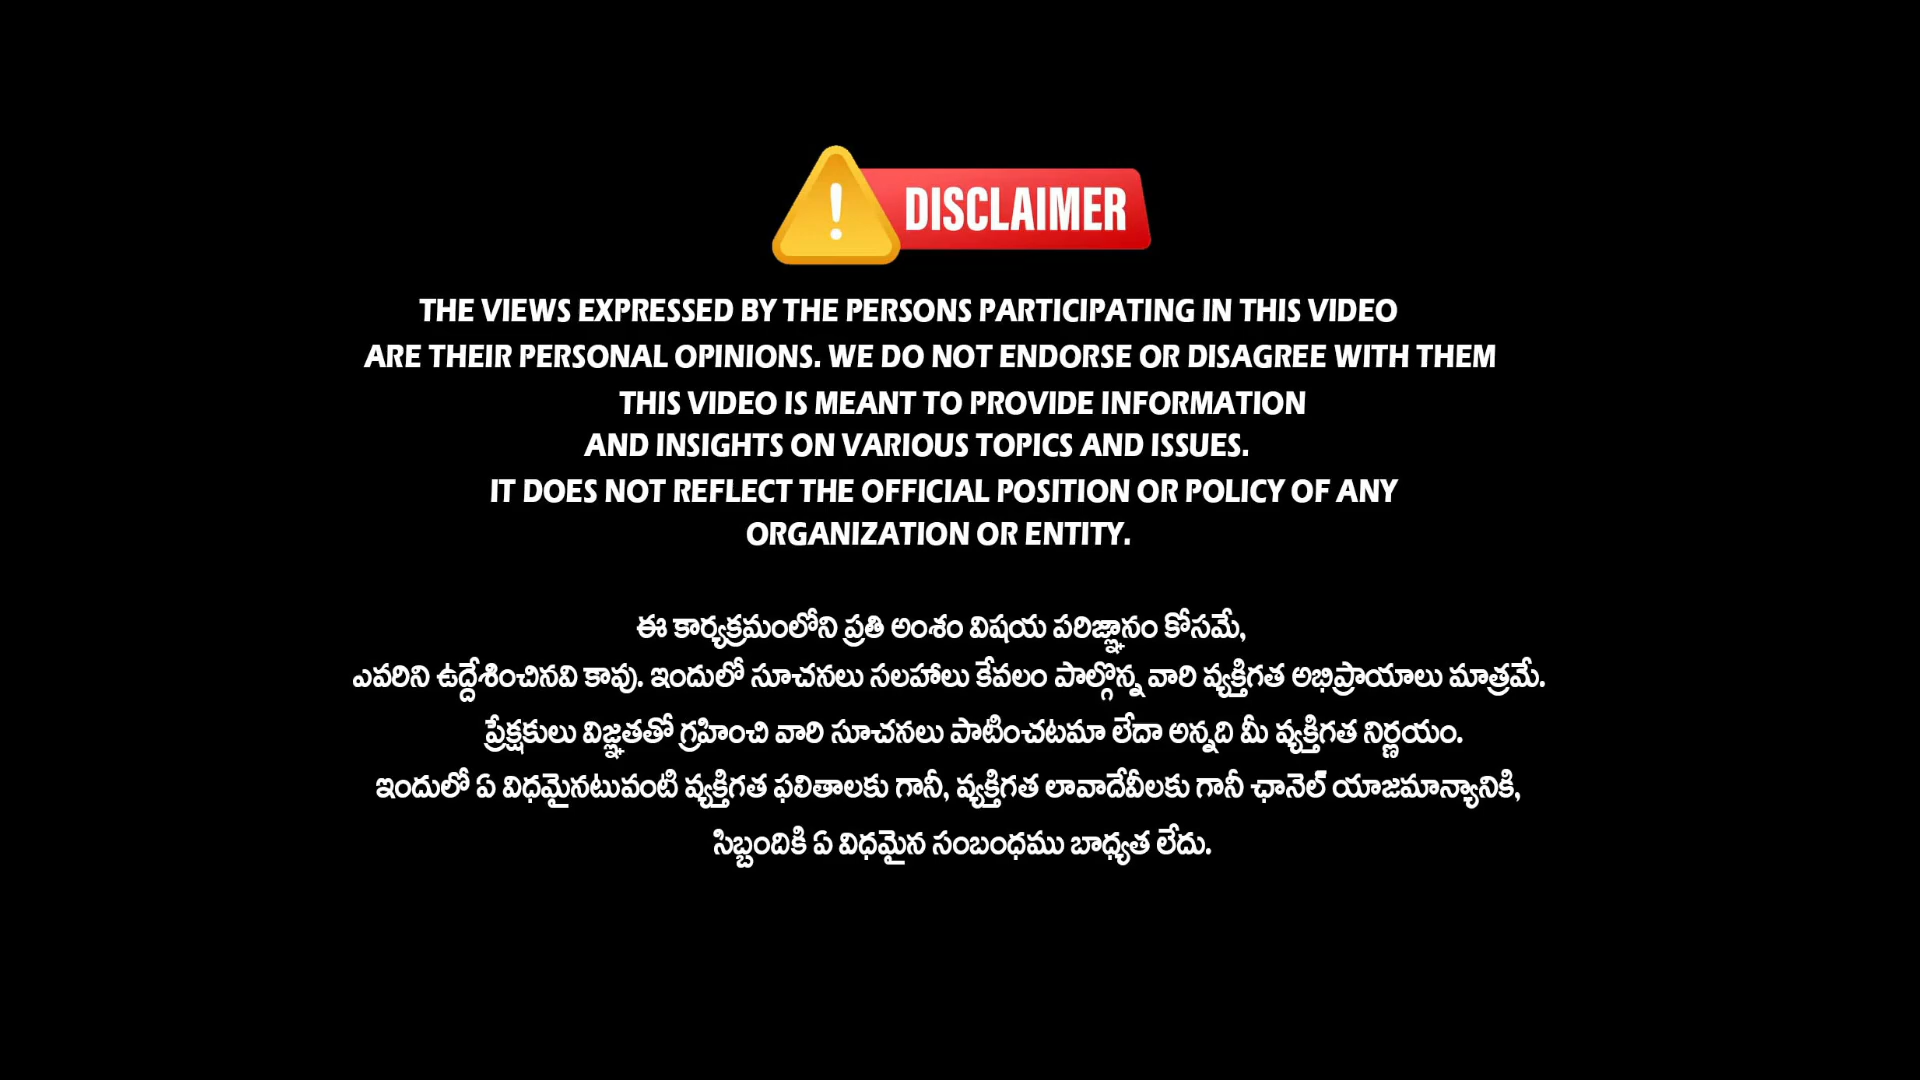 !
DISCLAIMER
THE VIEWS EXPRESSED BY THE PERSONS PARTICIPATING IN THIS VIDEO
ARE THEIR PERSONAL OPINIONS. WE DO NOT ENDORSE OR DISAGREE WITH THEM
THIS VIDEO IS MEANT TO PROVIDE INFORMATION
AND INSIGHTS ON VARIOUS TOPICS AND ISSUES.
IT DOES NOT REFLECT THE OFFICIAL POSITION OR POLICY OF ANY
ORGANIZATION OR ENTITY.
ఈ కార్యక్రమంలోని ప్రతి అంశం విషయ పరిజ్ఞానం కోసమే,
ఎవరిని ఉద్దేశించినవి కావు. ఇందులో సూచనలు సలహాలు కేవలం పాల్గొన్న వారి వ్యక్తిగత అభిప్రాయాలు మాత్రమే.
ప్రేక్షకులు విజ్ఞతతో గ్రహించి వారి సూచనలు పాటించటమా లేదా అన్నది మీ వ్యక్తిగత నిర్ణయం.
ఇందులో ఏ విధమైనటువంటి వ్యక్తిగత ఫలితాలకు గానీ, వ్యక్తిగత లావాదేవీలకు గానీ ఛానెల్ యాజమాన్యానికి,
సిబ్బందికి ఏ విధమైన సంబంధము బాధ్యత లేదు.